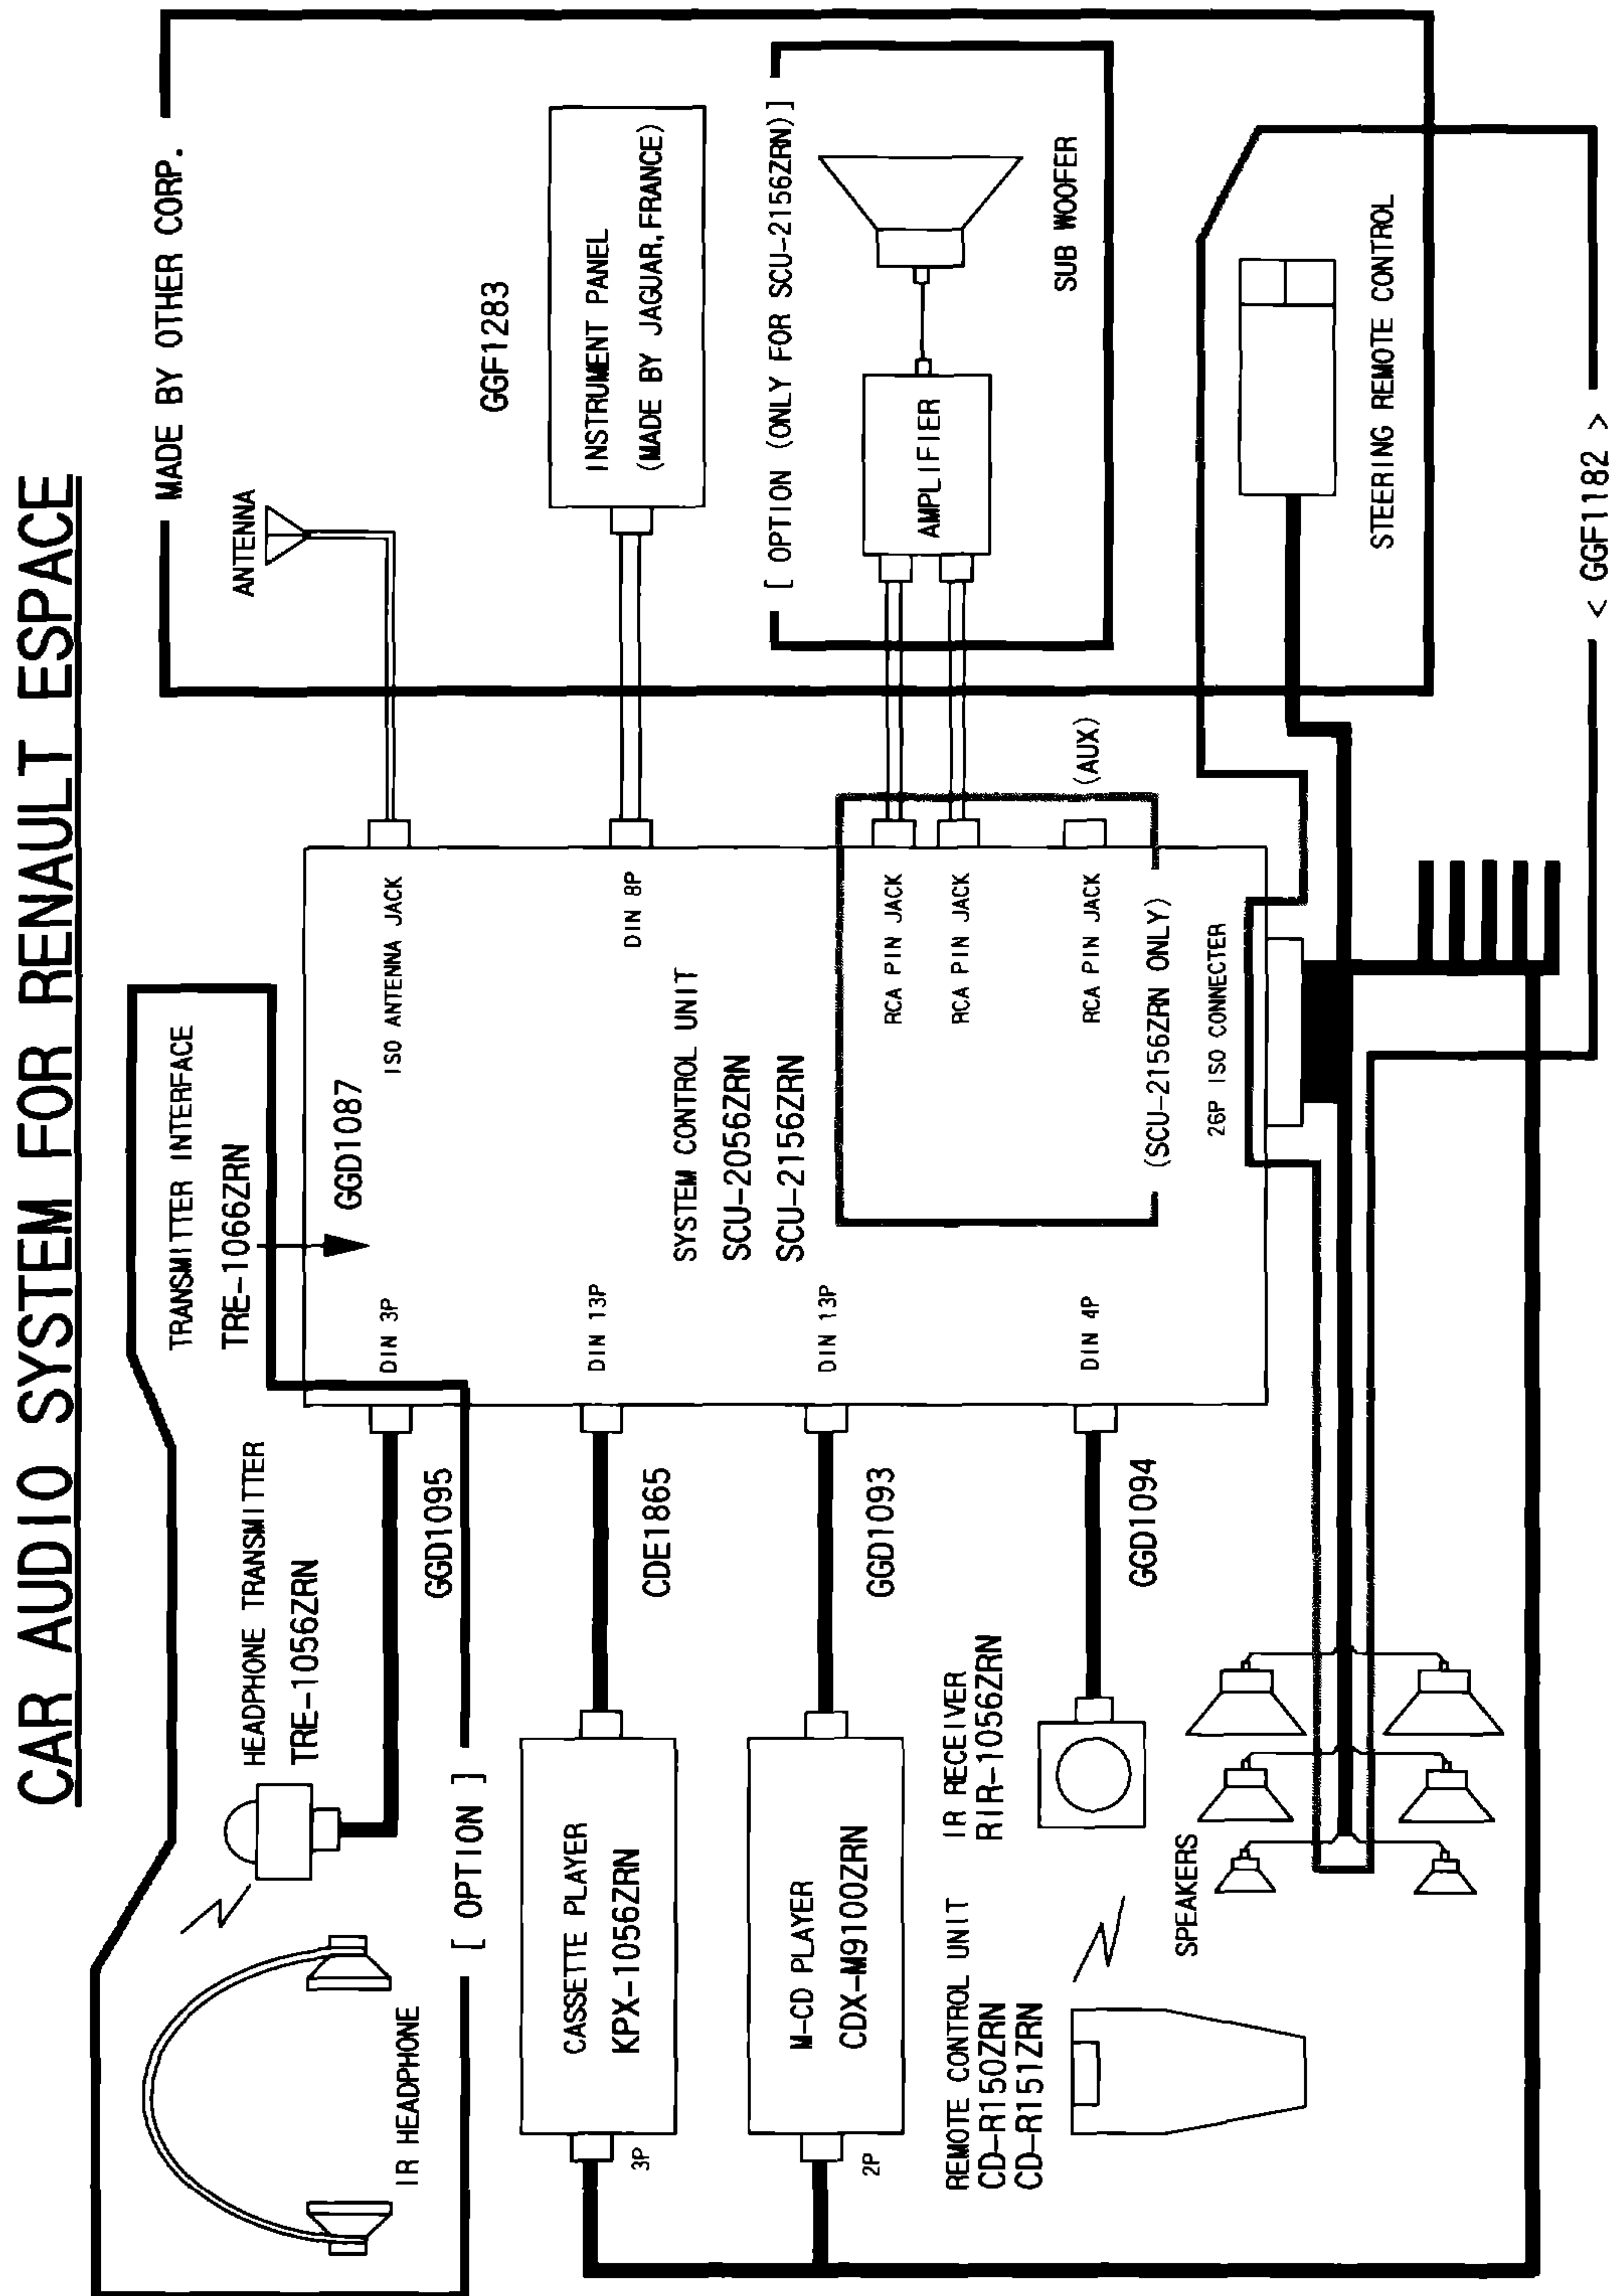 CAR AUDIO SYSTEM FOR RENAULT ESPACE
MADE BY OTHER CORP.
TRANSMITTER INTERFACE
TRE-1066ZRN
HEADPHONE TRANSMITTER
TRE-1056ZRN
ANTENNA
IR HEADPHONE
GGD1095
[ OPTION ]
GGD1087
DIN 3P
ISO ANTENNA JACK
GGF1283
INSTRUMENT PANEL
(MADE BY JAGUAR,FRANCE)
CASSETTE PLAYER
KPX-1056ZRN
3P
CDE1865
DIN 13P
DIN 8P
SYSTEM CONTROL UNIT
SCU-2056ZRN
SCU-2156ZRN
[ OPTION (ONLY FOR SCU-2156ZRN)]
M-CD PLAYER
CDX-M9100ZRN
2P
GGD1093
DIN 13P
RCA PIN JACK
RCA PIN JACK
AMPLIFIER
SUB WOOFER
REMOTE CONTROL UNIT
CD-R150ZRN
CD-R151ZRN
IR RECEIVER
RIR-1056ZRN
GGD1094
DIN 4P
RCA PIN JACK
(AUX)
(SCU-2156ZRN ONLY)
SPEAKERS
26P ISO CONNECTER
STEERING REMOTE CONTROL
< GGF1182 >